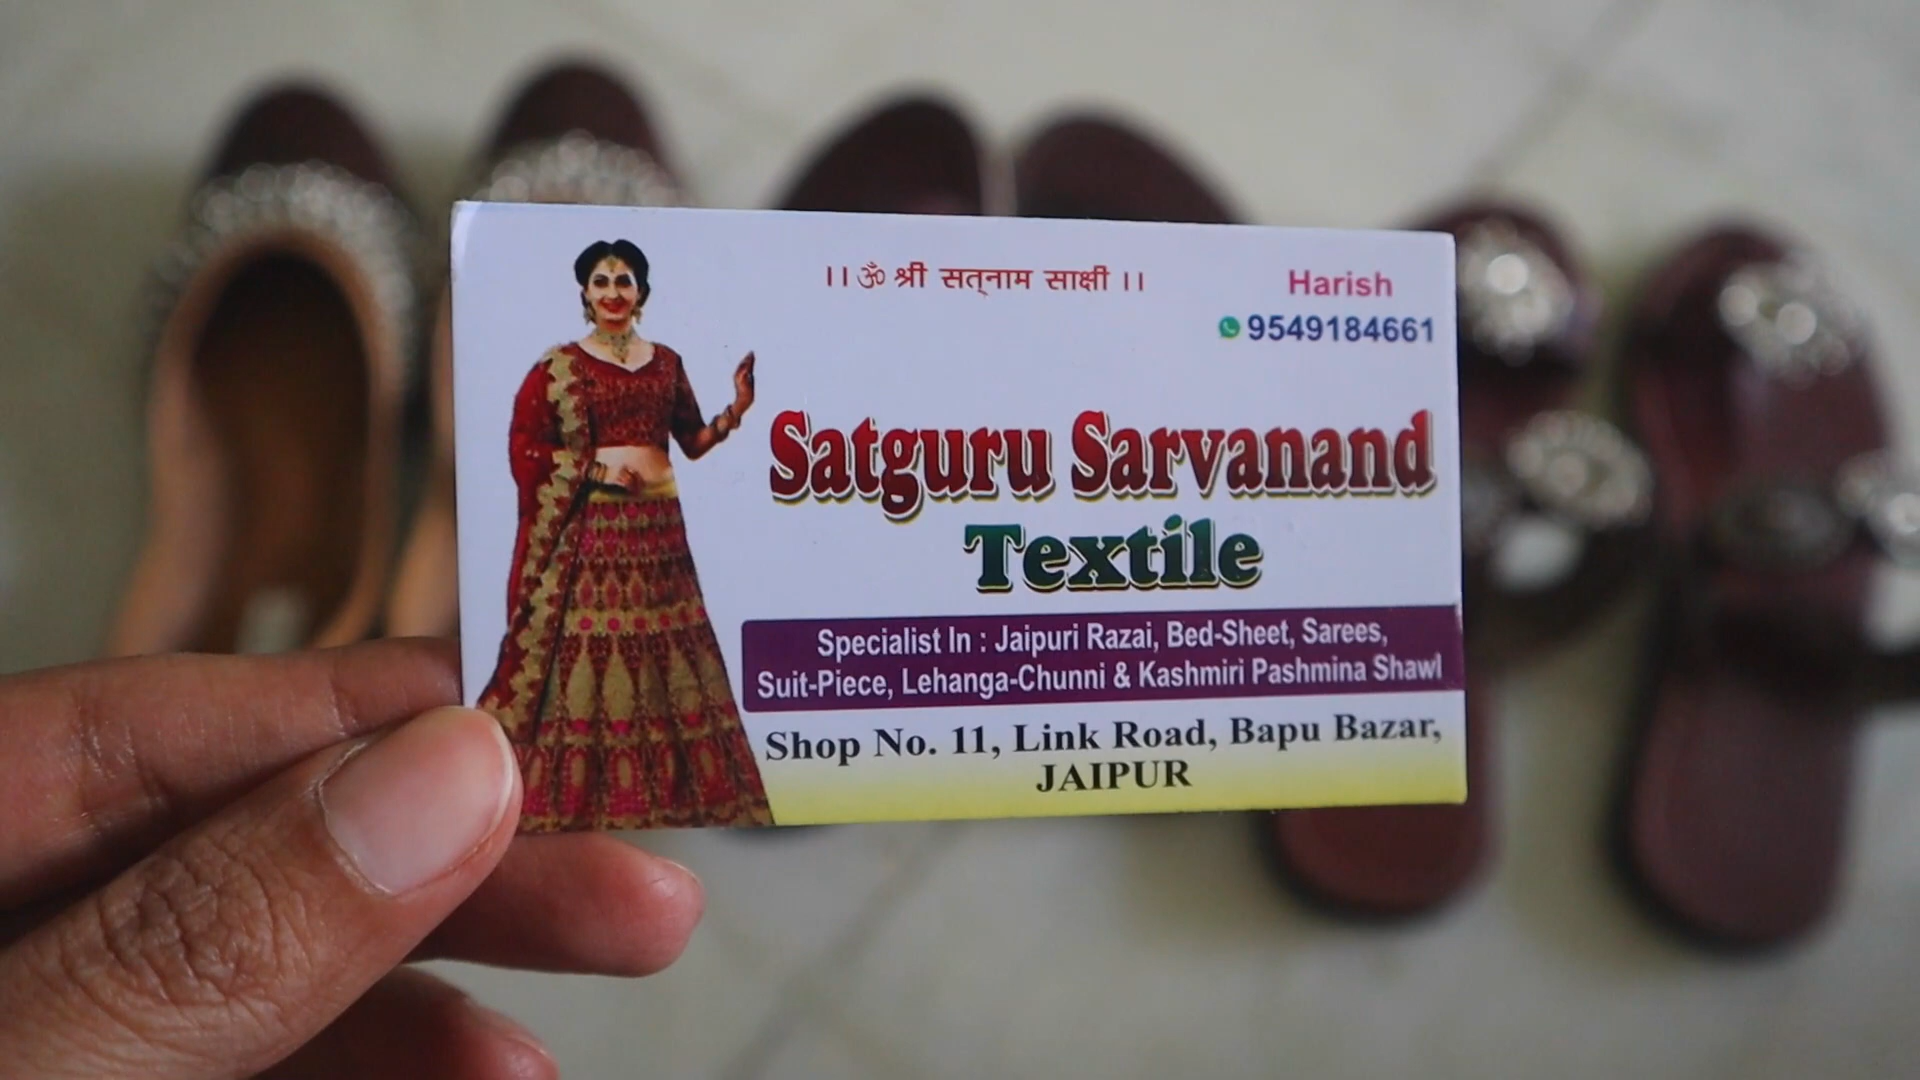 ।। ॐ श्री सत्नाम साक्षी ।।
Harish
9549184661
Satguru Sarvanand
Textile
Specialist In : Jaipuri Razai, Bed-Sheet, Sarees,
Suit-Piece, Lehanga-Chunni & Kashmiri Pashmina Shawl
Shop No. 11, Link Road, Bapu Bazar,
JAIPUR